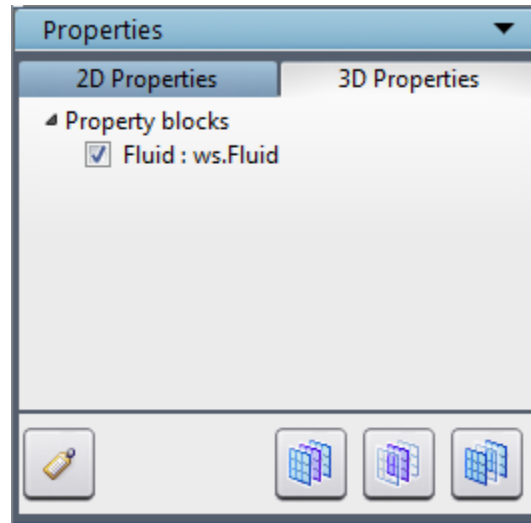 Properties
2D Properties 3D Properties
Property blocks
Fluid : ws.Fluid